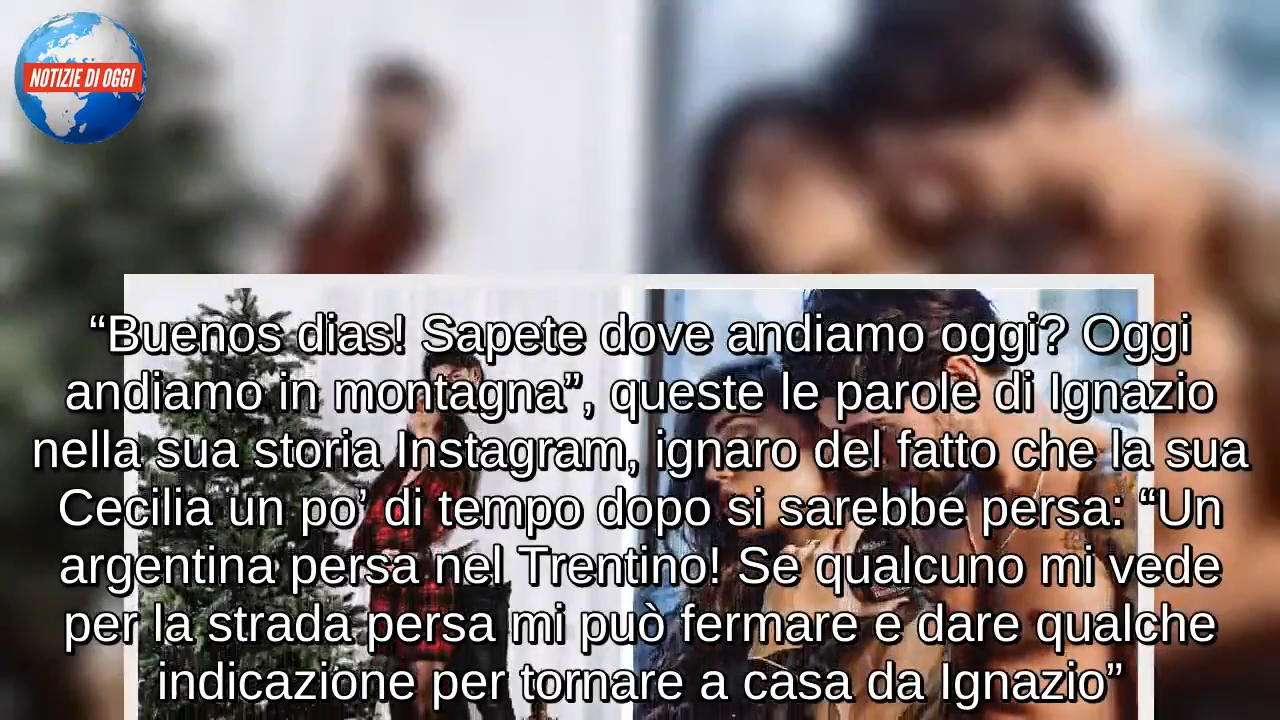 NOTIZIE DI OGGI
“Buenos dias! Sapete dove andiamo oggi? Oggi
andiamo in montagna”, queste le parole di Ignazio
nella sua storia Instagram, ignaro del fatto che la sua
Cecilia un po’ di tempo dopo si sarebbe persa: “Un
argentina persa nel Trentino! Se qualcuno mi vede
per la strada persa mi può fermare e dare qualche
indicazione per tornare a casa da Ignazio”